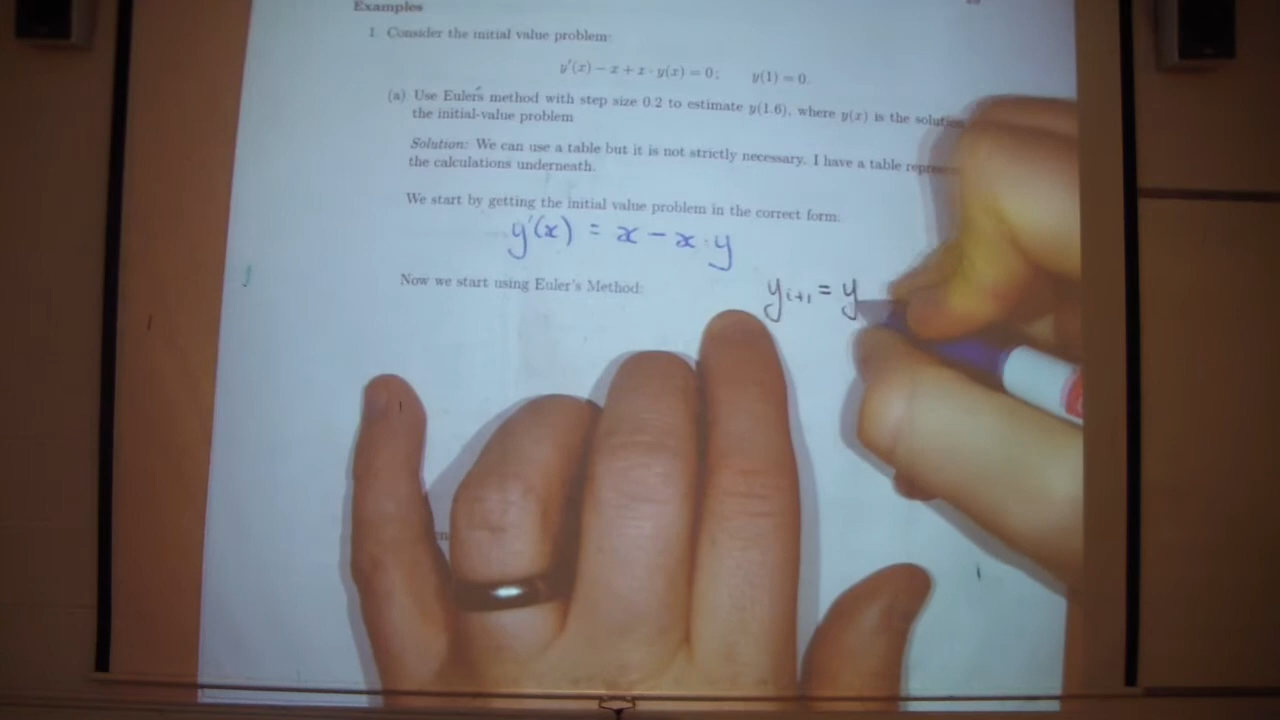 Examples
1. Consider the initial value problem:
y′(x) − x + x · y(x) = 0; y(1) = 0.
(a) Use Euler's method with step size 0.2 to estimate y(1.6), where y(x) is the
the initial-value problem
Solution: We can use a table but it is not strictly necessary. I have a table
the calculations underneath.
We start by getting the initial value problem in the correct form.
y'(x) = x - x · y
Now we start using Euler's Method:
y_{i+1} = y